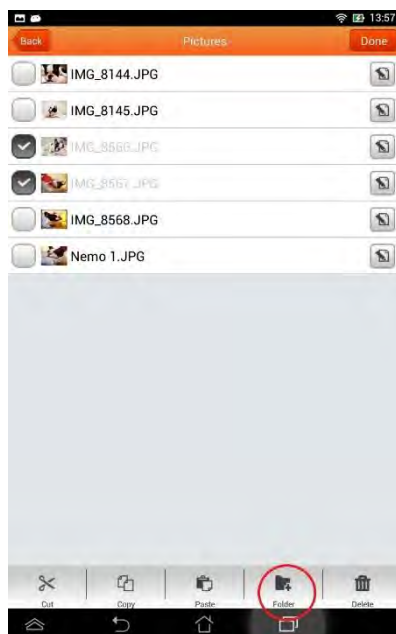 13:57
Back Pictures Done
IMG_8144.JPG
IMG_8145.JPG
IMG_8566.JPG
IMG_8567.JPG
IMG_8568.JPG
Nemo 1.JPG
Cut Copy Paste Folder Delete